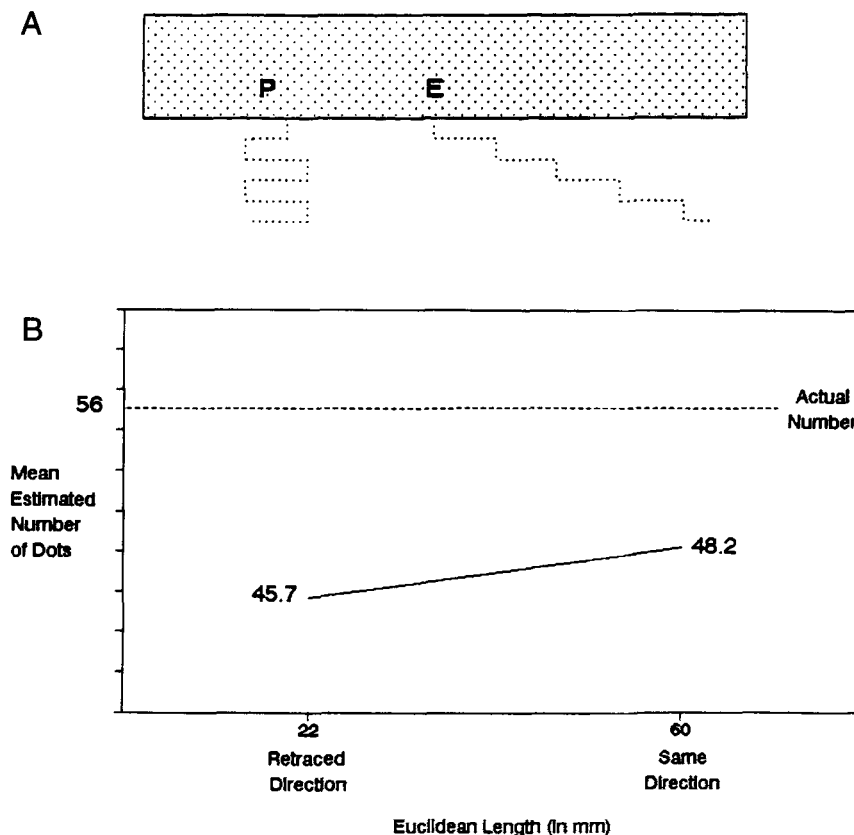 A
P E
B
56
Actual
Number
Mean
Estimated
Number
of Dots
48.2
45.7
22 60
Retraced Same
Direction Direction
Euclidean Length (in mm)